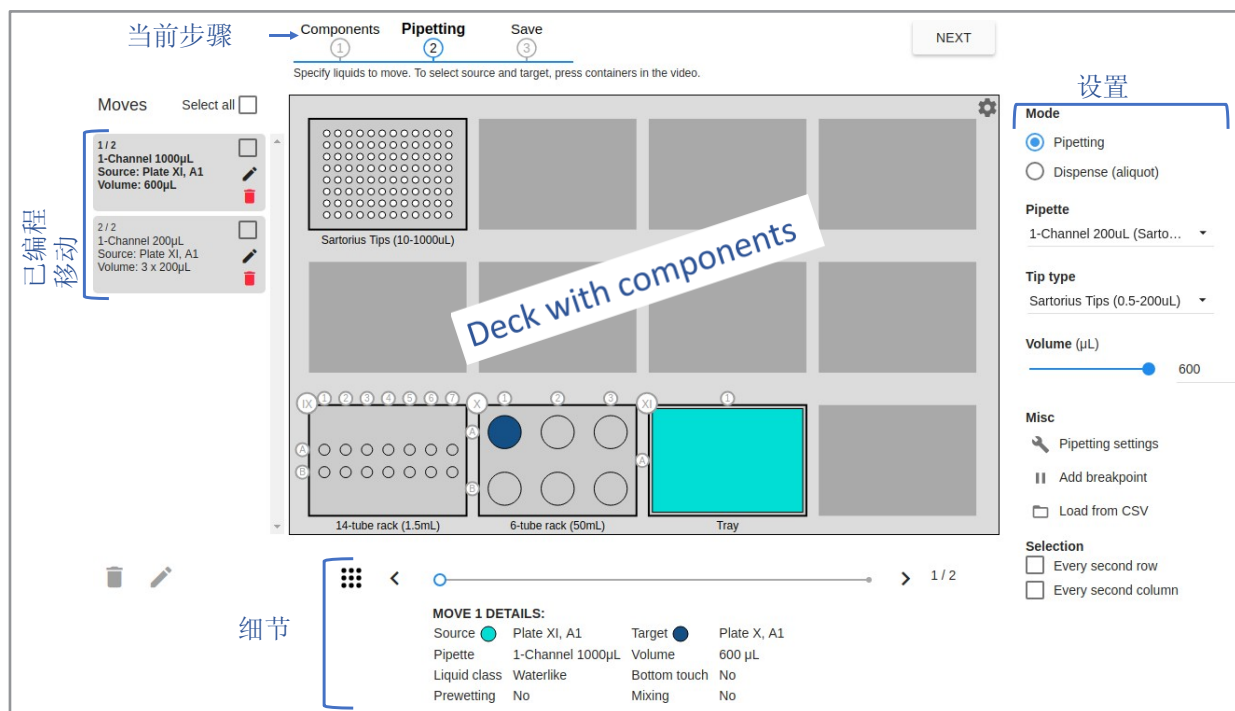 当前步骤
Components Pipetting Save
1 2 3
NEXT
Specify liquids to move. To select source and target, press containers in the video.
Moves Select all
已编程
移动
1 / 2
1-Channel 1000µL
Source: Plate XI, A1
Volume: 600µL
2 / 2
1-Channel 200µL
Source: Plate XI, A1
Volume: 3 x 200µL
Sartorius Tips (10-1000uL)
Deck with components
IX 1 2 3 4 5 6 7
A
B
14-tube rack (1.5mL)
X 1 2 3
A
B
6-tube rack (50mL)
XI 1
A
Tray
设置
Mode
Pipetting
Dispense (aliquot)
Pipette
1-Channel 200uL (Sarto...
Tip type
Sartorius Tips (0.5-200uL)
Volume (µL)
600
Misc
Pipetting settings
Add breakpoint
Load from CSV
Selection
Every second row
Every second column
细节
1 / 2
MOVE 1 DETAILS:
Source Plate XI, A1 Target Plate X, A1
Pipette 1-Channel 1000µL Volume 600 µL
Liquid class Waterlike Bottom touch No
Prewetting No Mixing No